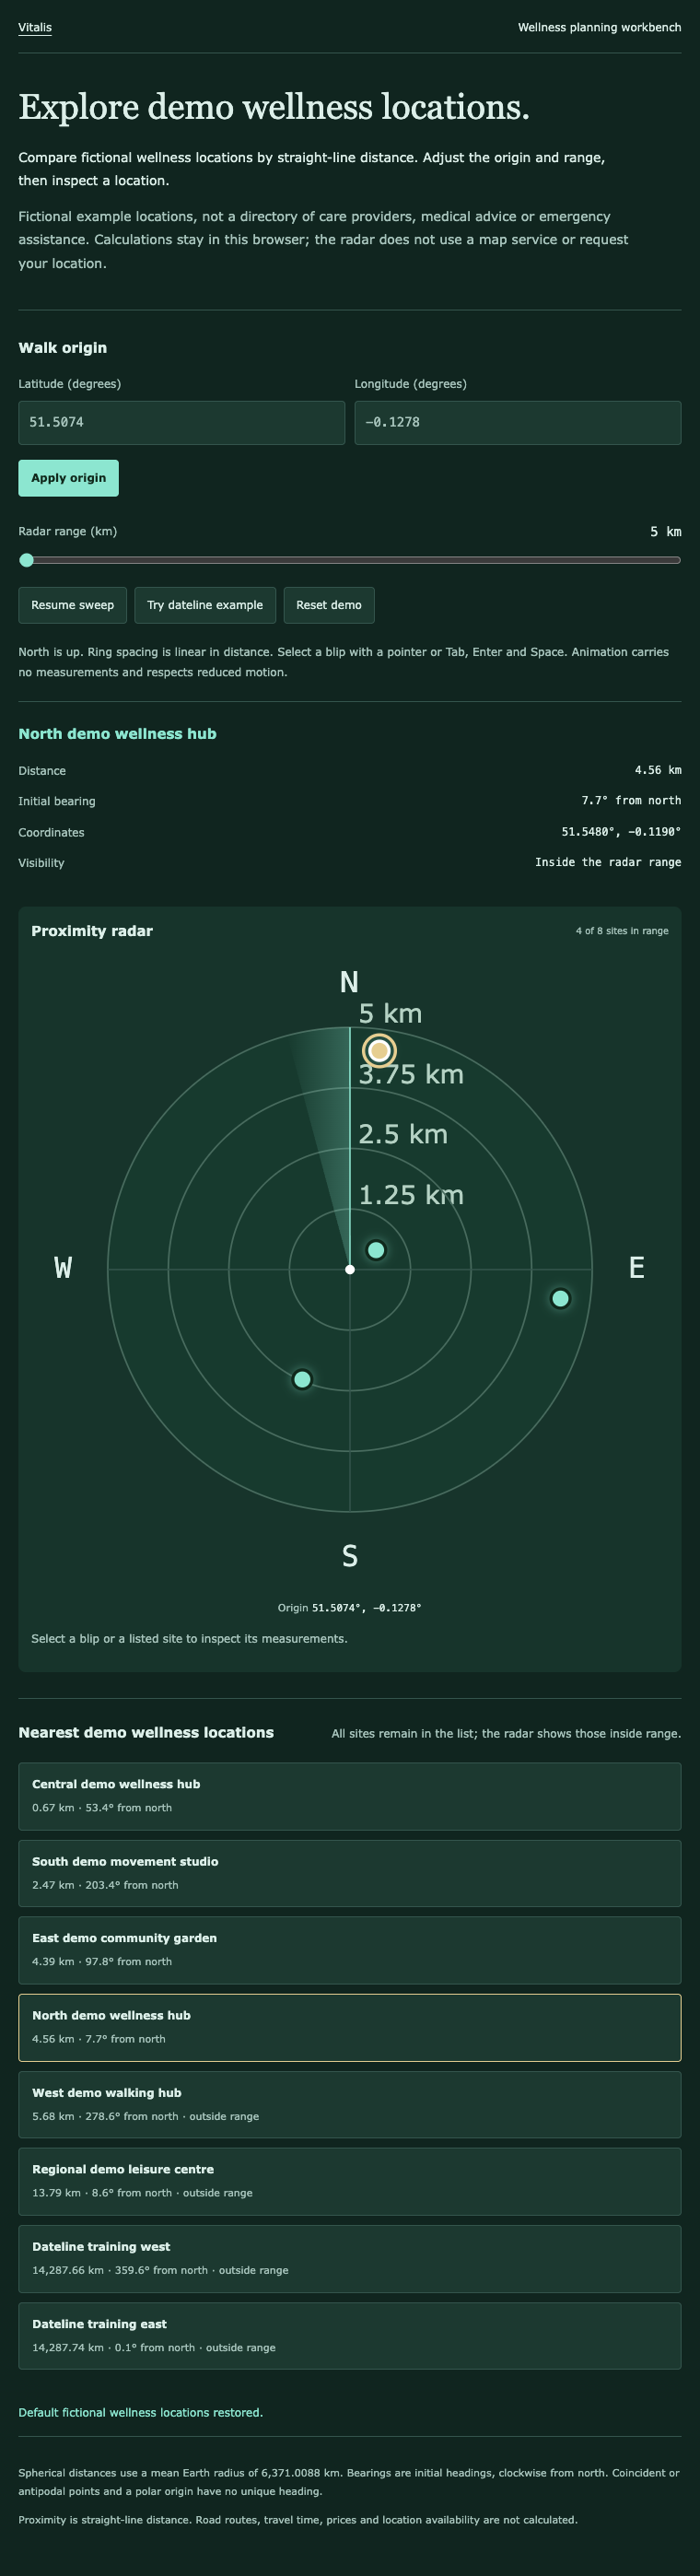 Vitalis
Wellness planning workbench
Explore demo wellness locations.
Compare fictional wellness locations by straight-line distance. Adjust the origin and range,
then inspect a location.
Fictional example locations, not a directory of care providers, medical advice or emergency
assistance. Calculations stay in this browser; the radar does not use a map service or request
your location.
Walk origin
Latitude (degrees)
Longitude (degrees)
51.5074
−0.1278
Apply origin
Radar range (km)
5 km
Resume sweep
Try dateline example
Reset demo
North is up. Ring spacing is linear in distance. Select a blip with a pointer or Tab, Enter and Space. Animation carries
no measurements and respects reduced motion.
North demo wellness hub
Distance
4.56 km
Initial bearing
7.7° from north
Coordinates
51.5480°, −0.1190°
Visibility
Inside the radar range
Proximity radar
4 of 8 sites in range
N
5 km
3.75 km
2.5 km
1.25 km
W
E
S
Origin 51.5074°, −0.1278°
Select a blip or a listed site to inspect its measurements.
Nearest demo wellness locations
All sites remain in the list; the radar shows those inside range.
Central demo wellness hub
0.67 km · 53.4° from north
South demo movement studio
2.47 km · 203.4° from north
East demo community garden
4.39 km · 97.8° from north
North demo wellness hub
4.56 km · 7.7° from north
West demo walking hub
5.68 km · 278.6° from north · outside range
Regional demo leisure centre
13.79 km · 8.6° from north · outside range
Dateline training west
14,287.66 km · 359.6° from north · outside range
Dateline training east
14,287.74 km · 0.1° from north · outside range
Default fictional wellness locations restored.
Spherical distances use a mean Earth radius of 6,371.0088 km. Bearings are initial headings, clockwise from north. Coincident or
antipodal points and a polar origin have no unique heading.
Proximity is straight-line distance. Road routes, travel time, prices and location availability are not calculated.